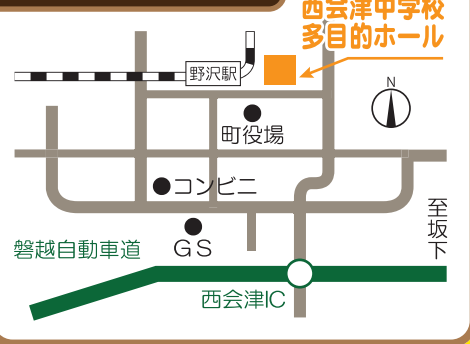 西会津中学校
多目的ホール
野沢駅
N
町役場
コンビニ
至坂下
GS
磐越自動車道
西会津IC